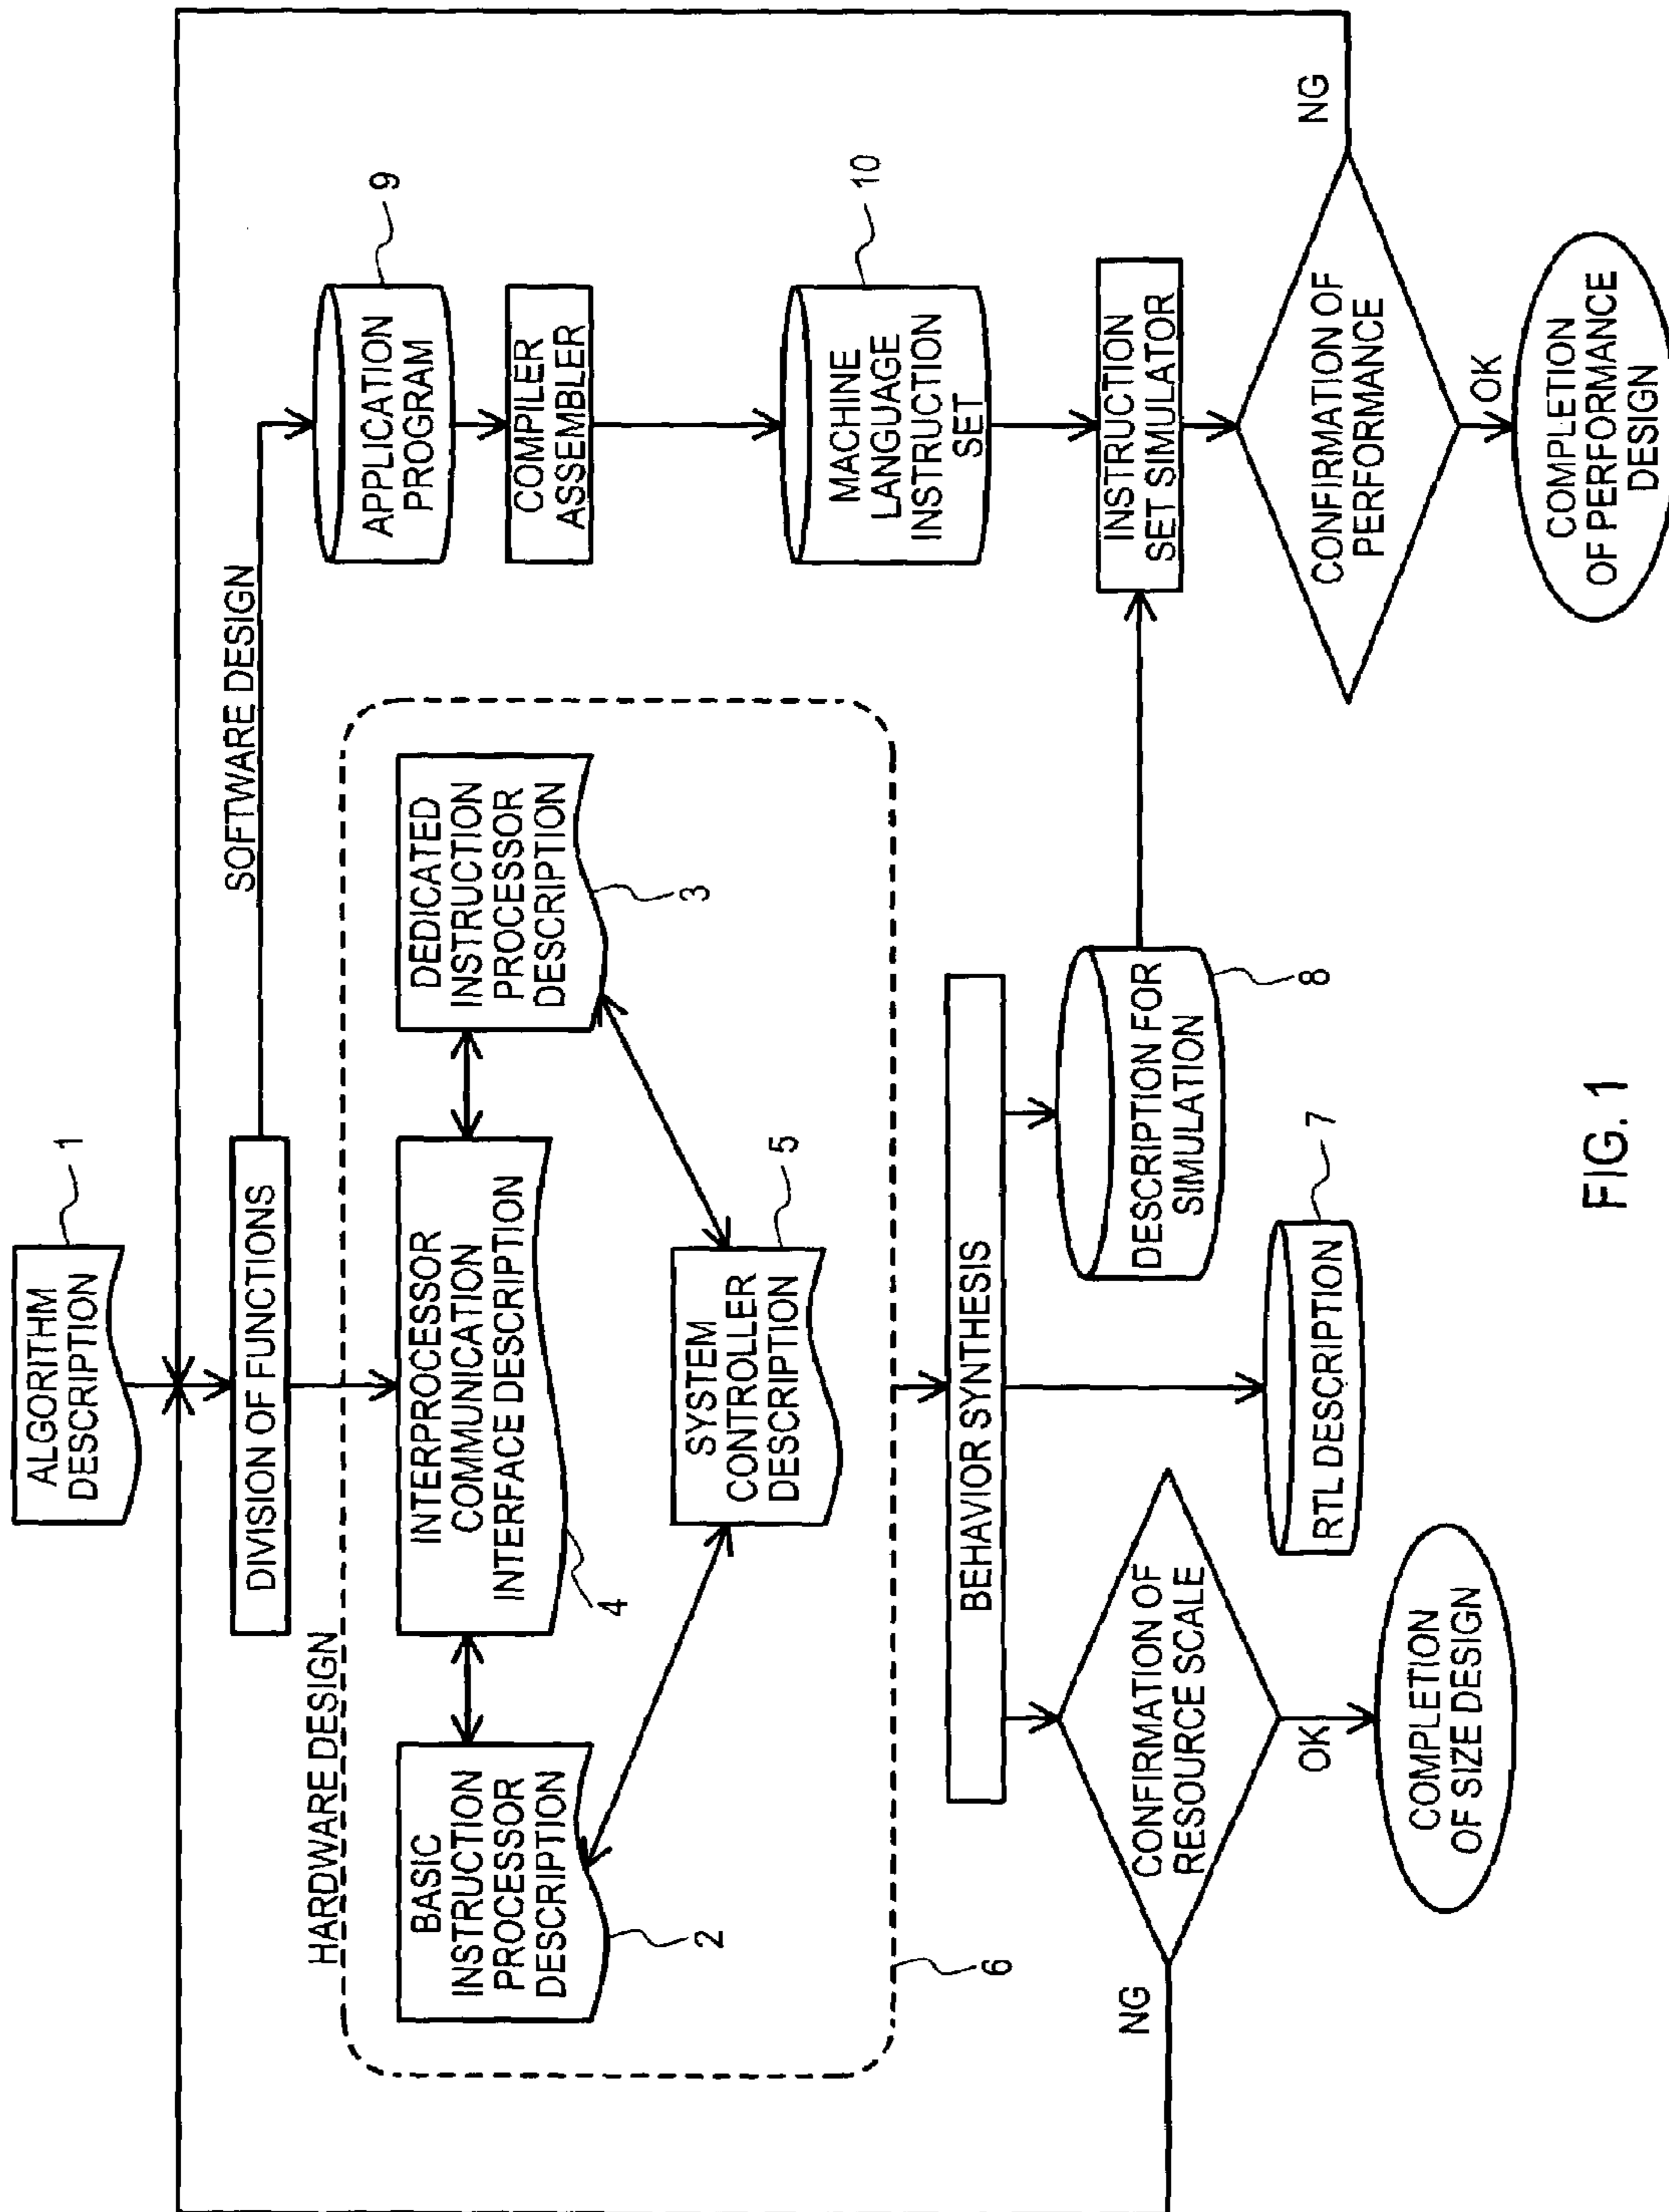 ALGORITHM
DESCRIPTION
1
DIVISION OF FUNCTIONS
SOFTWARE DESIGN
HARDWARE DESIGN
BASIC
INSTRUCTION
PROCESSOR
DESCRIPTION
2
INTERPROCESSOR
COMMUNICATION
INTERFACE DESCRIPTION
4
DEDICATED
INSTRUCTION
PROCESSOR
DESCRIPTION
3
SYSTEM
CONTROLLER
DESCRIPTION
5
6
APPLICATION
PROGRAM
9
COMPILER
ASSEMBLER
MACHINE
LANGUAGE
INSTRUCTION
SET
10
BEHAVIOR SYNTHESIS
CONFIRMATION OF
RESOURCE SCALE
NG
OK
COMPLETION
OF SIZE DESIGN
RTL DESCRIPTION
7
DESCRIPTION FOR
SIMULATION
8
INSTRUCTION
SET SIMULATOR
CONFIRMATION OF
PERFORMANCE
NG
OK
COMPLETION
OF PERFORMANCE
DESIGN
FIG. 1